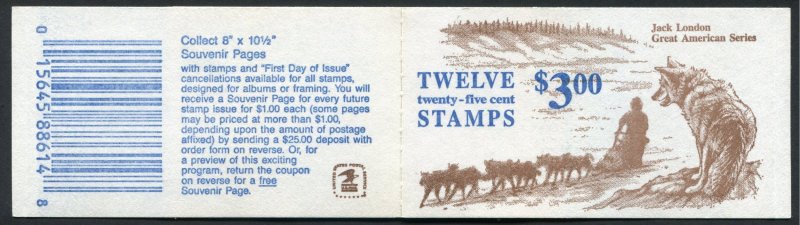 0 15645 88614 8
Collect 8" x 10½"
Souvenir Pages
with stamps and "First Day of Issue"
cancellations available for all stamps,
designed for albums or framing. You will
receive a Souvenir Page for every future
stamp issue for $1.00 each (some pages
may be priced at more than $1.00,
depending upon the amount of postage
affixed) by sending a $25.00 deposit with
order form on reverse. Or, for
a preview of this exciting
program, return the coupon
on reverse for a free
Souvenir Page.
Jack London
Great American Series
TWELVE $3.00
twenty-five cent
STAMPS